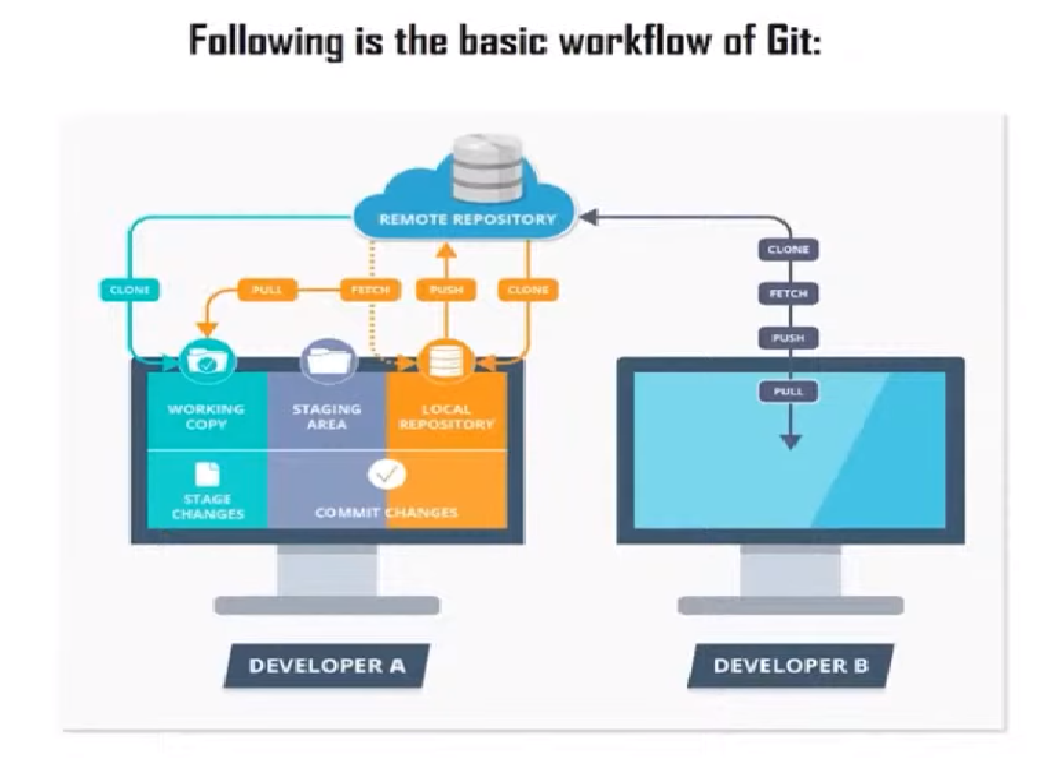 Following is the basic workflow of Git:
REMOTE REPOSITORY
CLONE
PULL
FETCH
PUSH
CLONE
WORKING
COPY
STAGING
AREA
LOCAL
REPOSITORY
STAGE
CHANGES
COMMIT CHANGES
DEVELOPER A
CLONE
FETCH
PUSH
PULL
DEVELOPER B